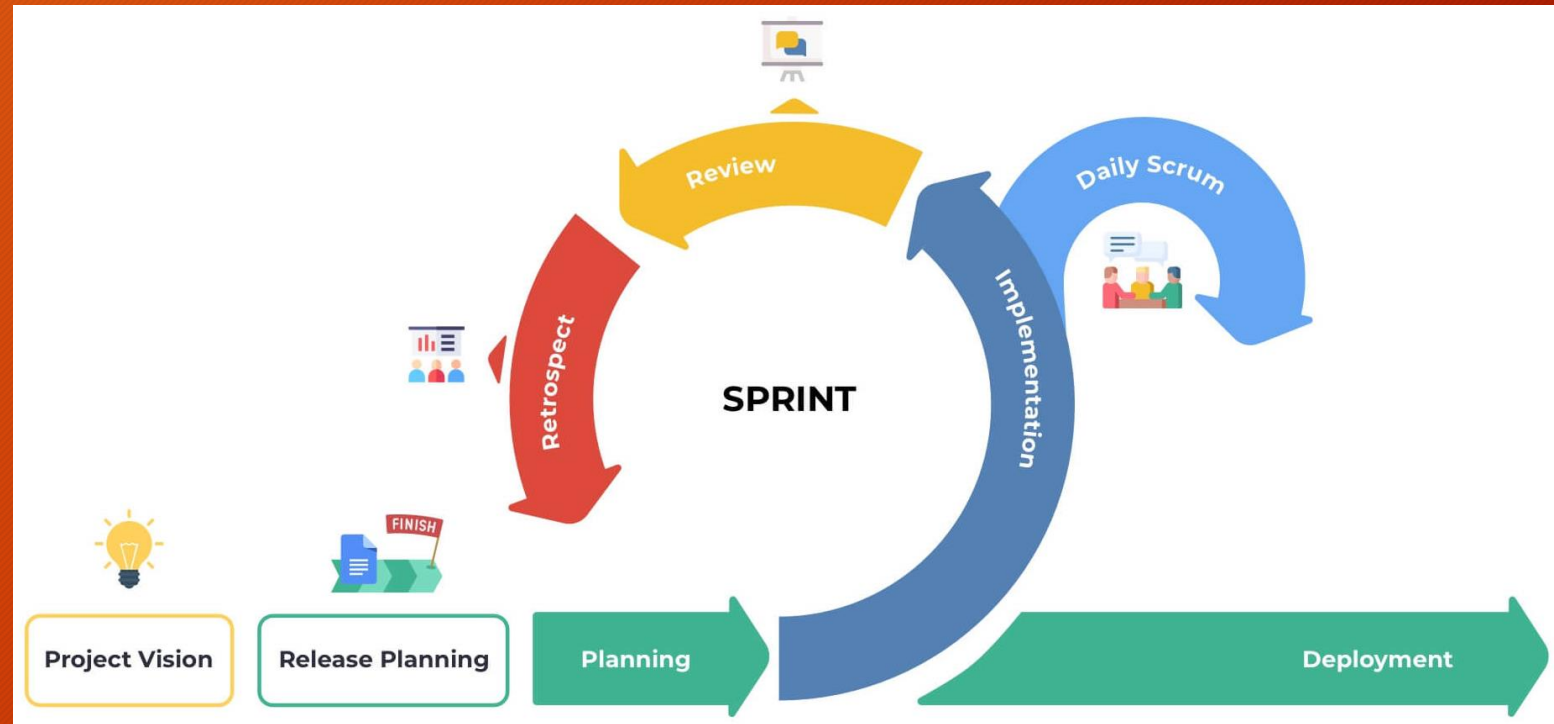 Review
Daily Scrum
Implementation
Retrospect
SPRINT
FINISH
Project Vision
Release Planning
Planning
Deployment